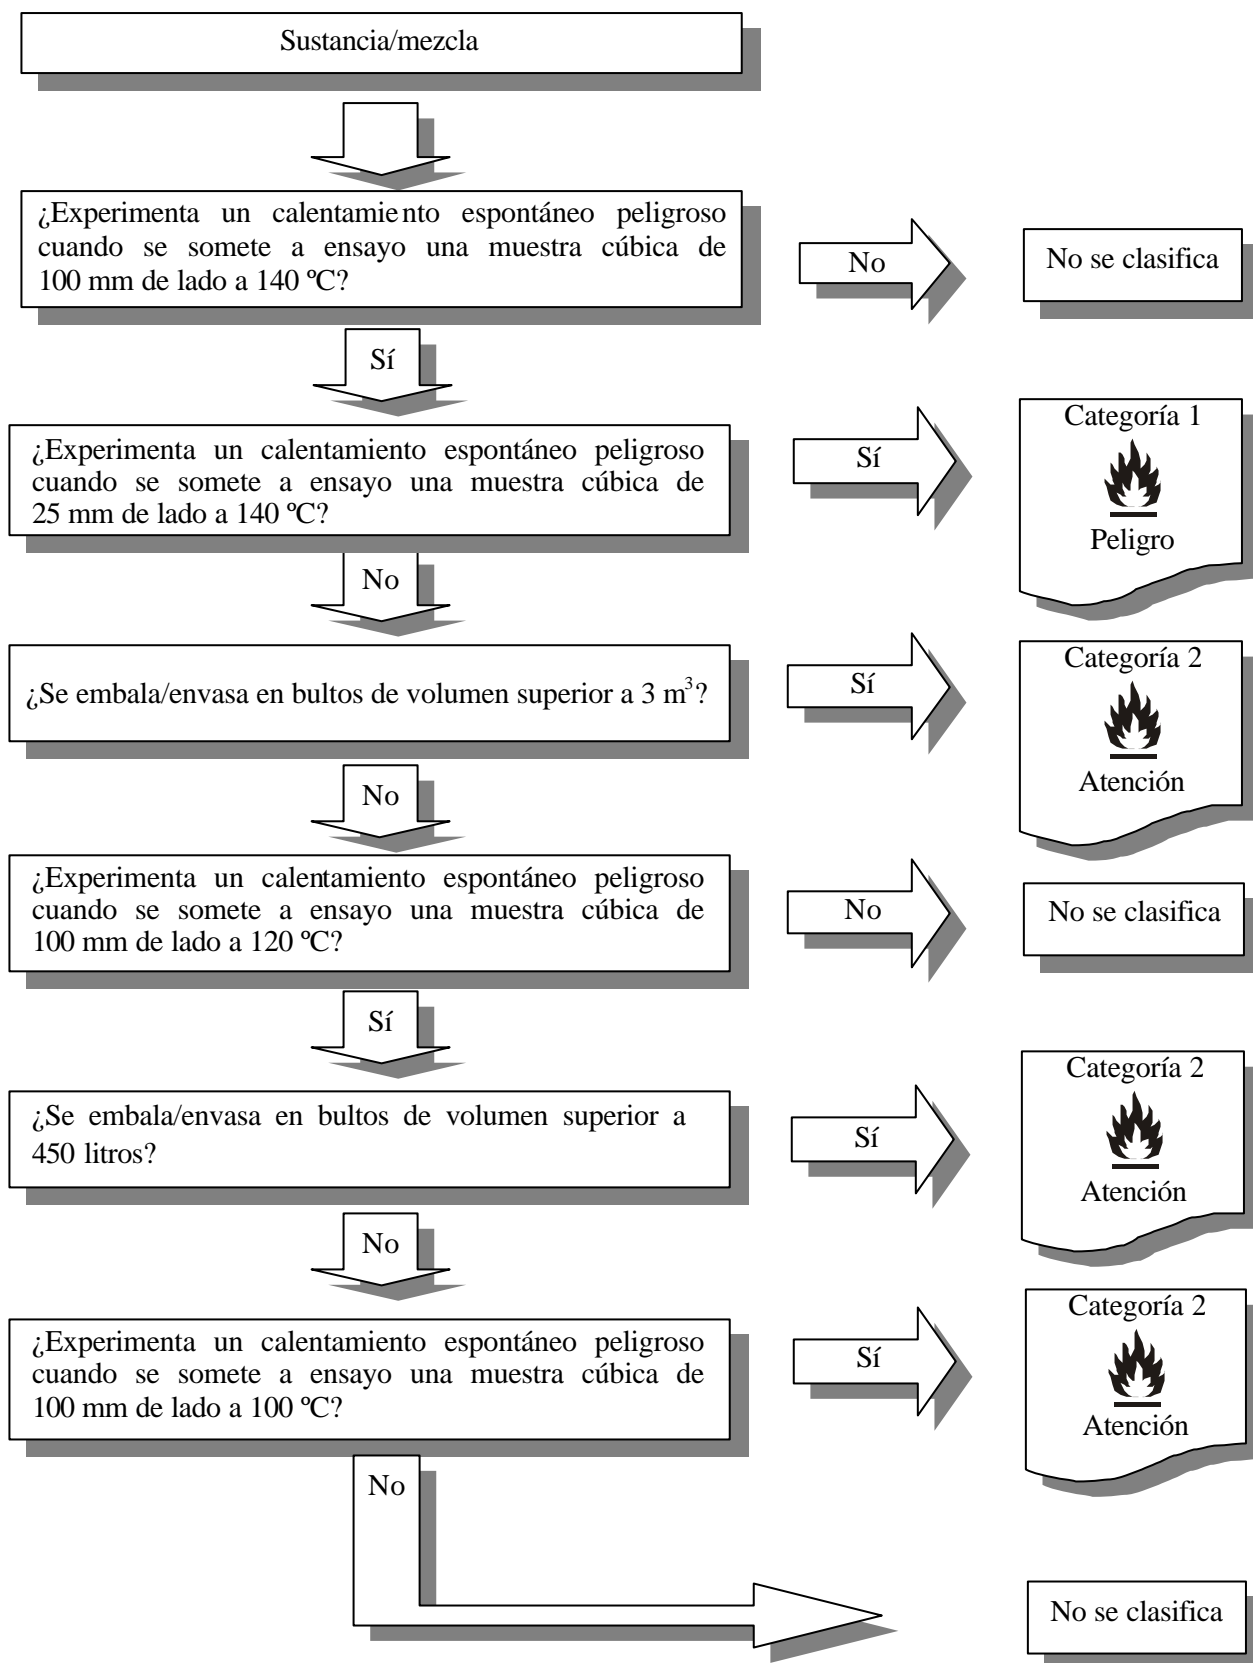 Sustancia/mezcla
¿Experimenta un calentamiento espontáneo peligroso
cuando se somete a ensayo una muestra cúbica de
100 mm de lado a 140 ºC?
No
No se clasifica
Sí
¿Experimenta un calentamiento espontáneo peligroso
cuando se somete a ensayo una muestra cúbica de
25 mm de lado a 140 ºC?
Sí
Categoría 1
Peligro
No
¿Se embala/envasa en bultos de volumen superior a 3 m³?
Sí
Categoría 2
Atención
No
¿Experimenta un calentamiento espontáneo peligroso
cuando se somete a ensayo una muestra cúbica de
100 mm de lado a 120 ºC?
No
No se clasifica
Sí
¿Se embala/envasa en bultos de volumen superior a
450 litros?
Sí
Categoría 2
Atención
No
¿Experimenta un calentamiento espontáneo peligroso
cuando se somete a ensayo una muestra cúbica de
100 mm de lado a 100 ºC?
Sí
Categoría 2
Atención
No
No se clasifica